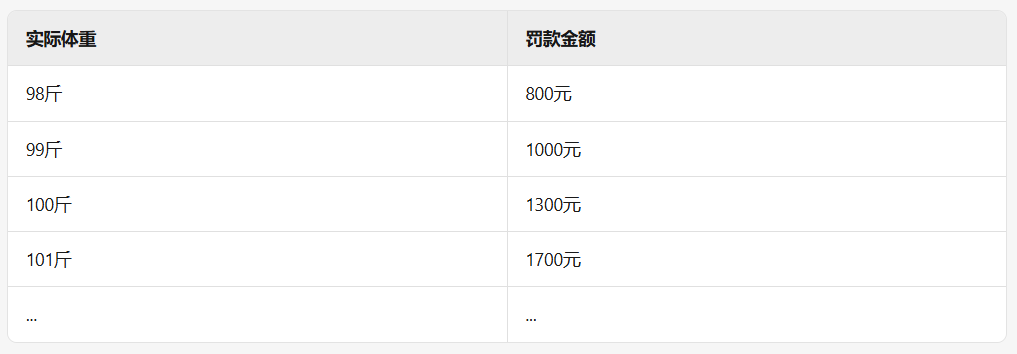 实际体重 罚款金额
98斤 800元
99斤 1000元
100斤 1300元
101斤 1700元
... ...